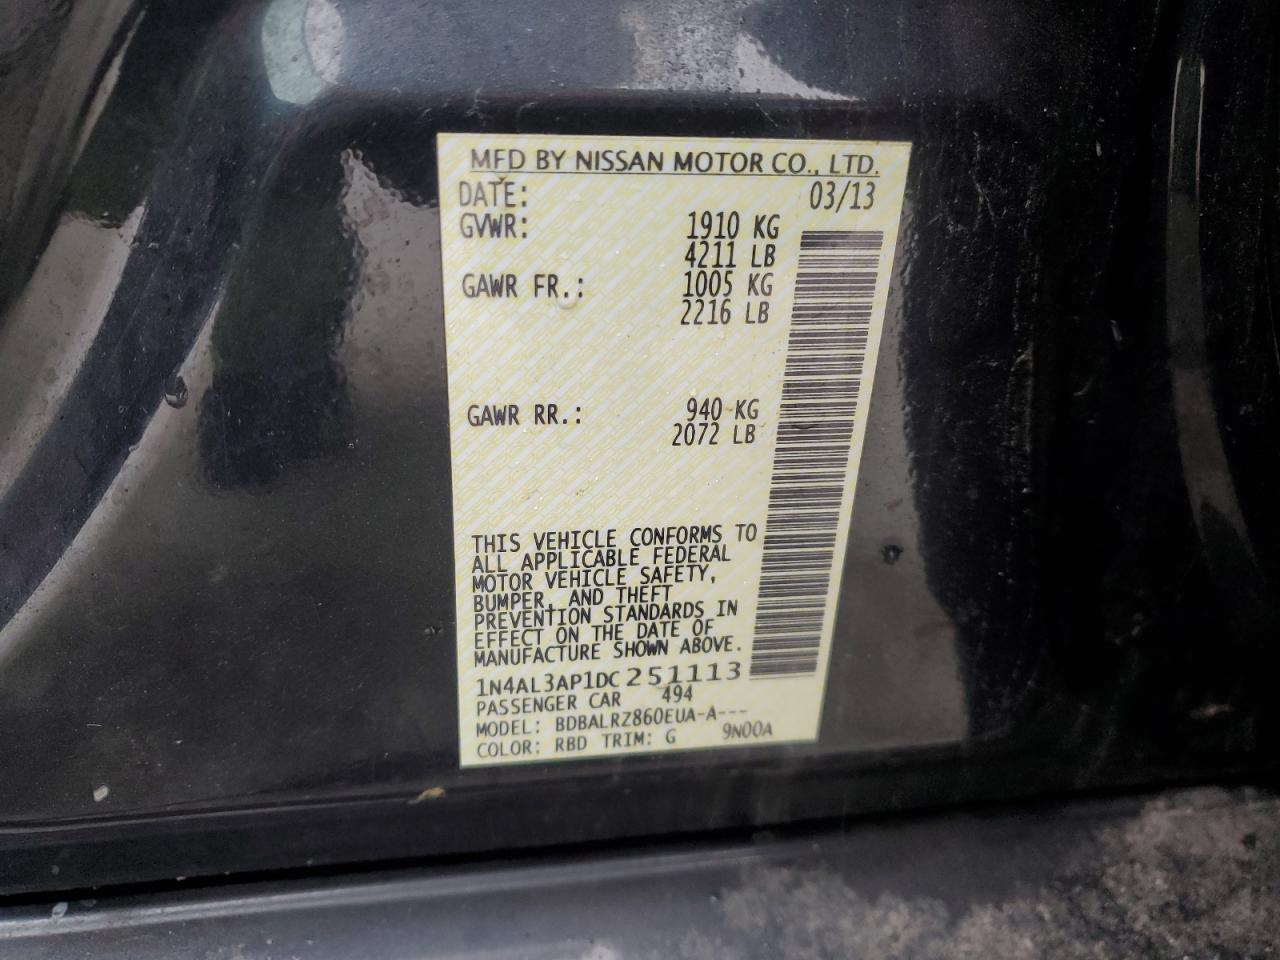 MFD BY NISSAN MOTOR CO., LTD.
DATE: 03/13
GVWR: 1910 KG
4211 LB
GAWR FR.: 1005 KG
2216 LB
GAWR RR.: 940 KG
2072 LB
THIS VEHICLE CONFORMS TO
ALL APPLICABLE FEDERAL
MOTOR VEHICLE SAFETY,
BUMPER, AND THEFT
PREVENTION STANDARDS IN
EFFECT ON THE DATE OF
MANUFACTURE SHOWN ABOVE.
1N4AL3AP1DC251113
PASSENGER CAR 494
MODEL: BDBALRZ860EUA-A---
COLOR: RBD TRIM: G 9N00A